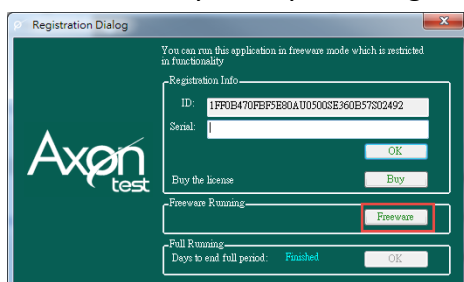 Registration Dialog
You can run this application in freeware mode which is restricted
in functionality
Registration Info
ID: 1FF0B470FBF5E80AU0500SE360B57S02492
Serial:
OK
Axon
test
Buy the license
Buy
Freeware Running
Freeware
Full Running
Days to end full period: Finished
OK